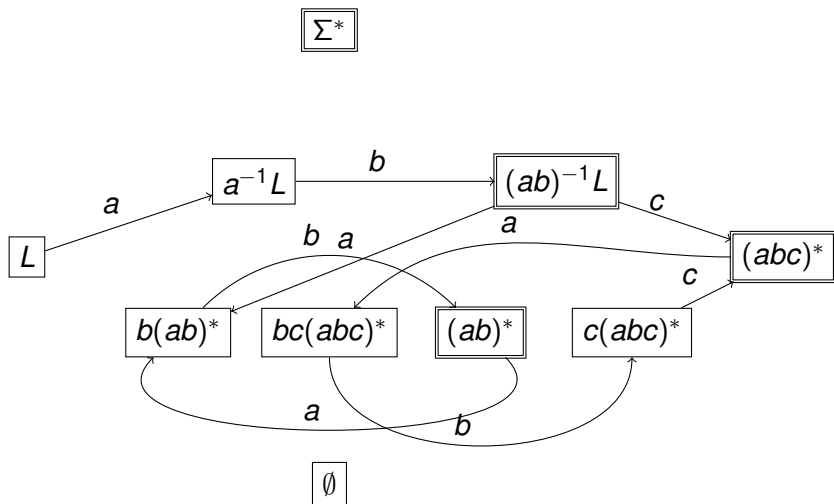 Σ*
b
a⁻¹L
(ab)⁻¹L
a
c
a
b
a
L
(abc)*
c
b(ab)*
bc(abc)*
(ab)*
c(abc)*
a
b
∅